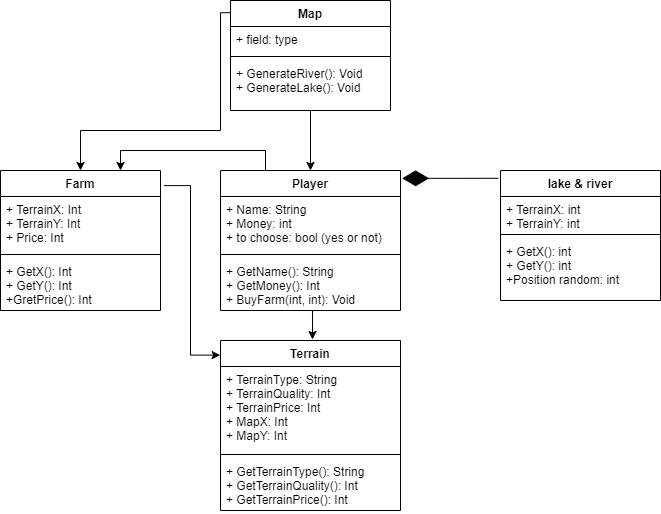 Map
+ field: type
+ GenerateRiver(): Void
+ GenerateLake(): Void
Farm
+ TerrainX: Int
+ TerrainY: Int
+ Price: Int
+ GetX(): Int
+ GetY(): Int
+GretPrice(): Int
Player
+ Name: String
+ Money: int
+ to choose: bool (yes or not)
+ GetName(): String
+ GetMoney(): Int
+ BuyFarm(int, int): Void
lake & river
+ TerrainX: int
+ TerrainY: int
+ GetX(): int
+ GetY(): int
+Position random: int
Terrain
+ TerrainType: String
+ TerrainQuality: Int
+ TerrainPrice: Int
+ MapX: Int
+ MapY: Int
+ GetTerrainType(): String
+ GetTerrainQuality(): Int
+ GetTerrainPrice(): Int